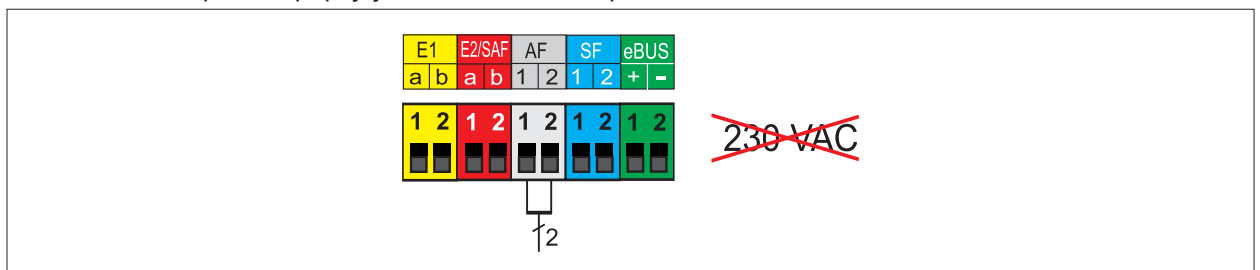 E1 E2/SAF AF SF eBUS
a b a b 1 2 1 2 + -
1 2 1 2 1 2 1 2 1 2
230 VAC
2